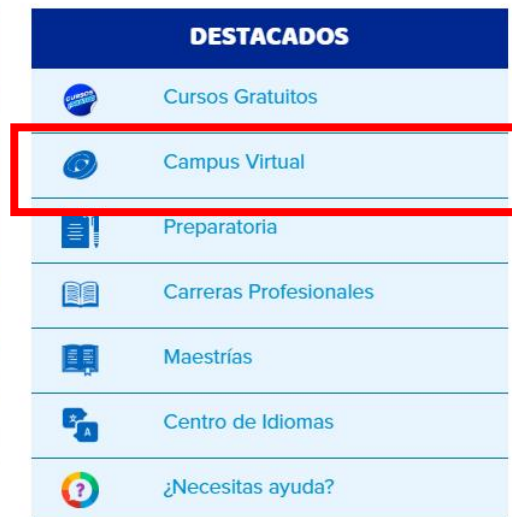 DESTACADOS
CURSOS
Cursos Gratuitos
Campus Virtual
Preparatoria
Carreras Profesionales
Maestrías
A
Centro de Idiomas
?
¿Necesitas ayuda?